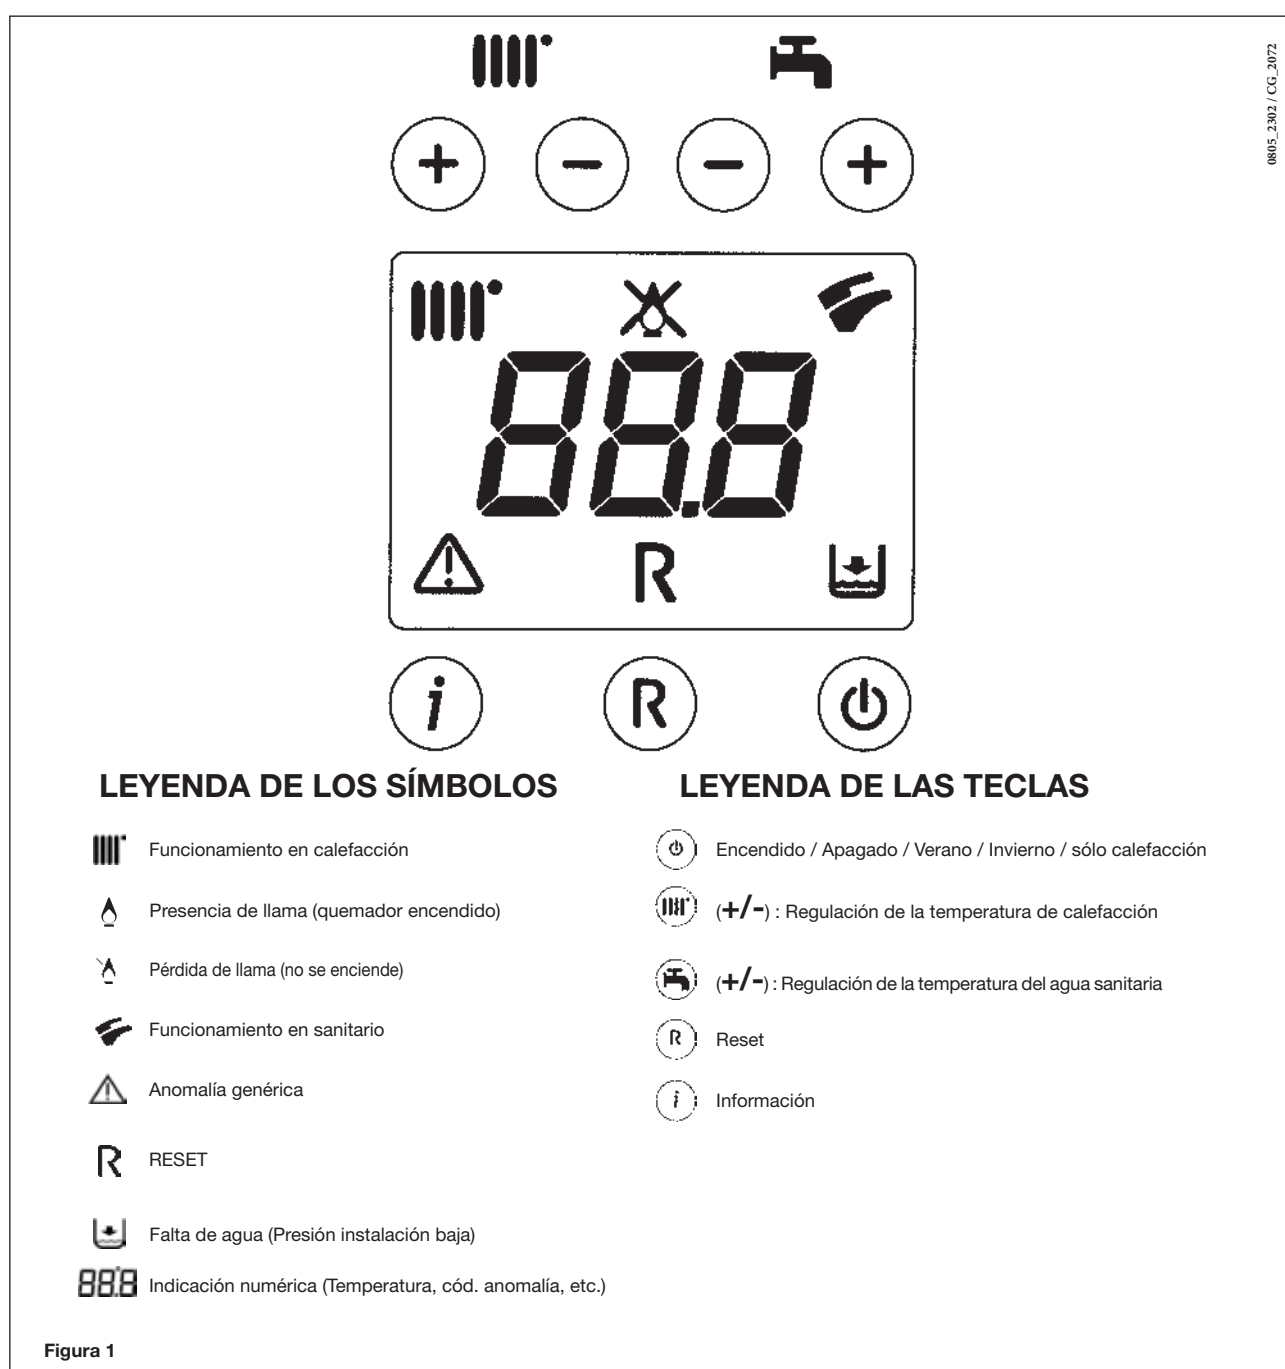 0805_2302 / CG_2072
+ - - +
88.8
R
i R
LEYENDA DE LOS SÍMBOLOS
Funcionamiento en calefacción
Presencia de llama (quemador encendido)
Pérdida de llama (no se enciende)
Funcionamiento en sanitario
Anomalía genérica
R RESET
Falta de agua (Presión instalación baja)
88.8 Indicación numérica (Temperatura, cód. anomalía, etc.)
LEYENDA DE LAS TECLAS
Encendido / Apagado / Verano / Invierno / sólo calefacción
(+/-) : Regulación de la temperatura de calefacción
(+/-) : Regulación de la temperatura del agua sanitaria
R Reset
i Información
Figura 1